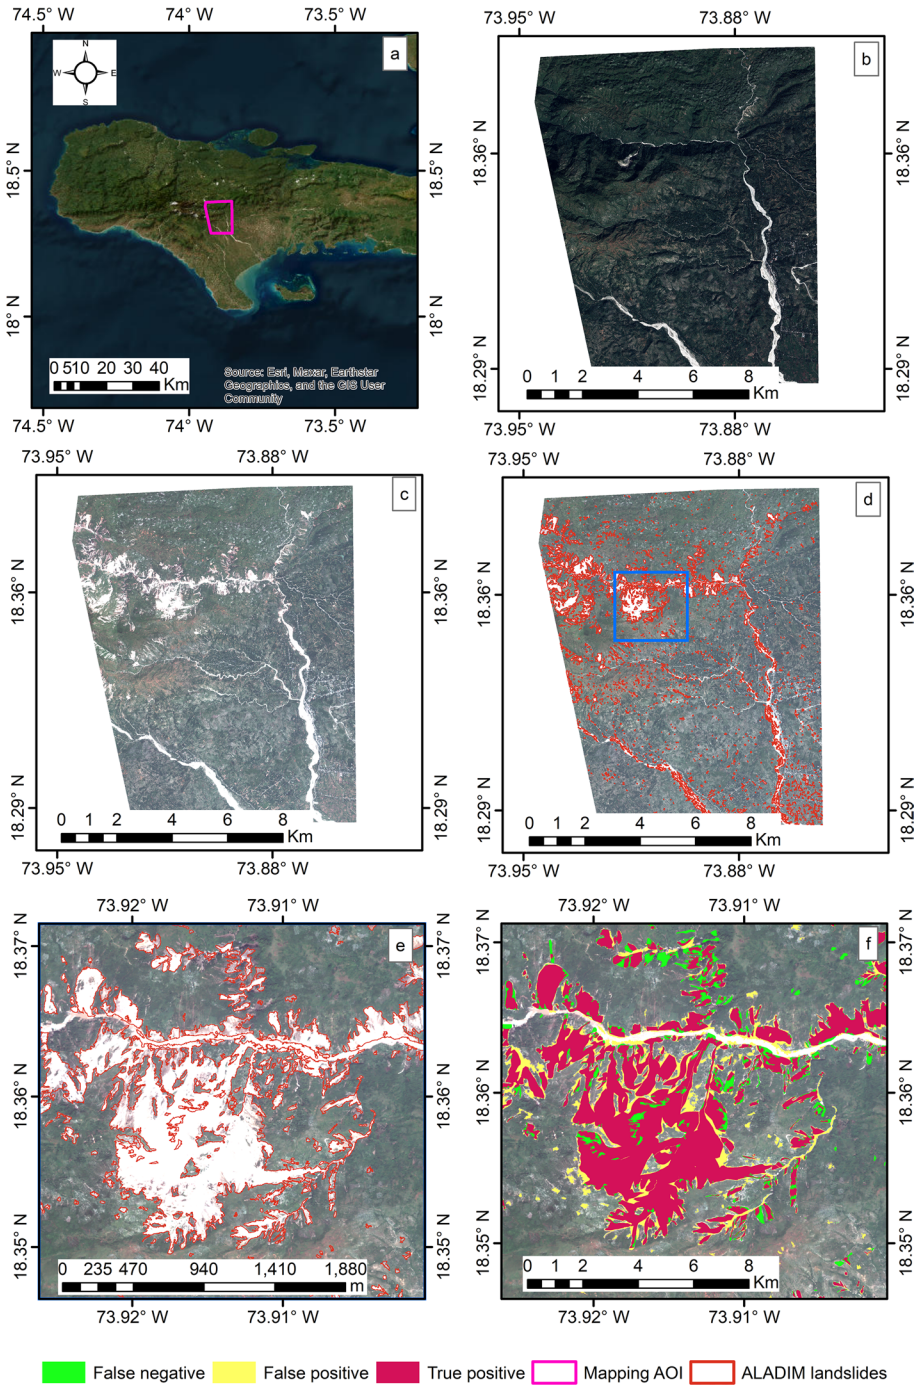 74.5° W 74° W 73.5° W
N
W E
S
a
18.5° N
18° N
18.5° N
18° N
0 510 20 30 40
Km
Source: Esri, Maxar, Earthstar
Geographics, and the GIS User
Community
74.5° W 74° W 73.5° W
73.95° W 73.88° W
b
18.36° N
18.29° N
18.36° N
18.29° N
0 1 2 4 6 8
Km
73.95° W 73.88° W
73.95° W 73.88° W
c
18.36° N
18.29° N
18.36° N
18.29° N
0 1 2 4 6 8
Km
73.95° W 73.88° W
73.95° W 73.88° W
d
18.36° N
18.29° N
18.36° N
18.29° N
0 1 2 4 6 8
Km
73.95° W 73.88° W
73.92° W 73.91° W
e
18.37° N
18.36° N
18.35° N
18.37° N
18.36° N
18.35° N
0 235 470 940 1,410 1,880
m
73.92° W 73.91° W
73.92° W 73.91° W
f
18.37° N
18.36° N
18.35° N
18.37° N
18.36° N
18.35° N
0 1 2 4 6 8
Km
73.92° W 73.91° W
False negative False positive True positive Mapping AOI ALADIM landslides